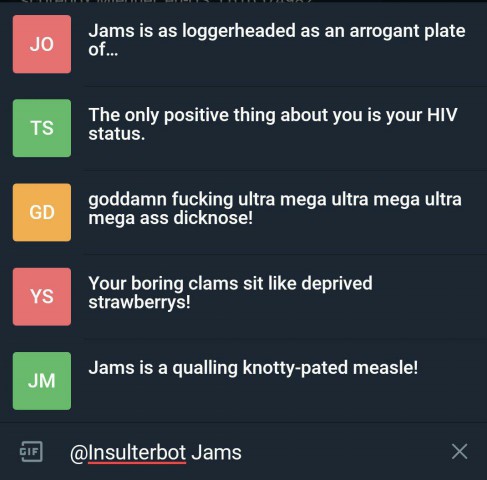 JO
Jams is as loggerheaded as an arrogant plate
of...
TS
The only positive thing about you is your HIV
status.
GD
goddamn fucking ultra mega ultra mega ultra
mega ass dicknose!
YS
Your boring clams sit like deprived
strawberrys!
JM
Jams is a qualling knotty-pated measle!
GIF
@Insulterbot Jams